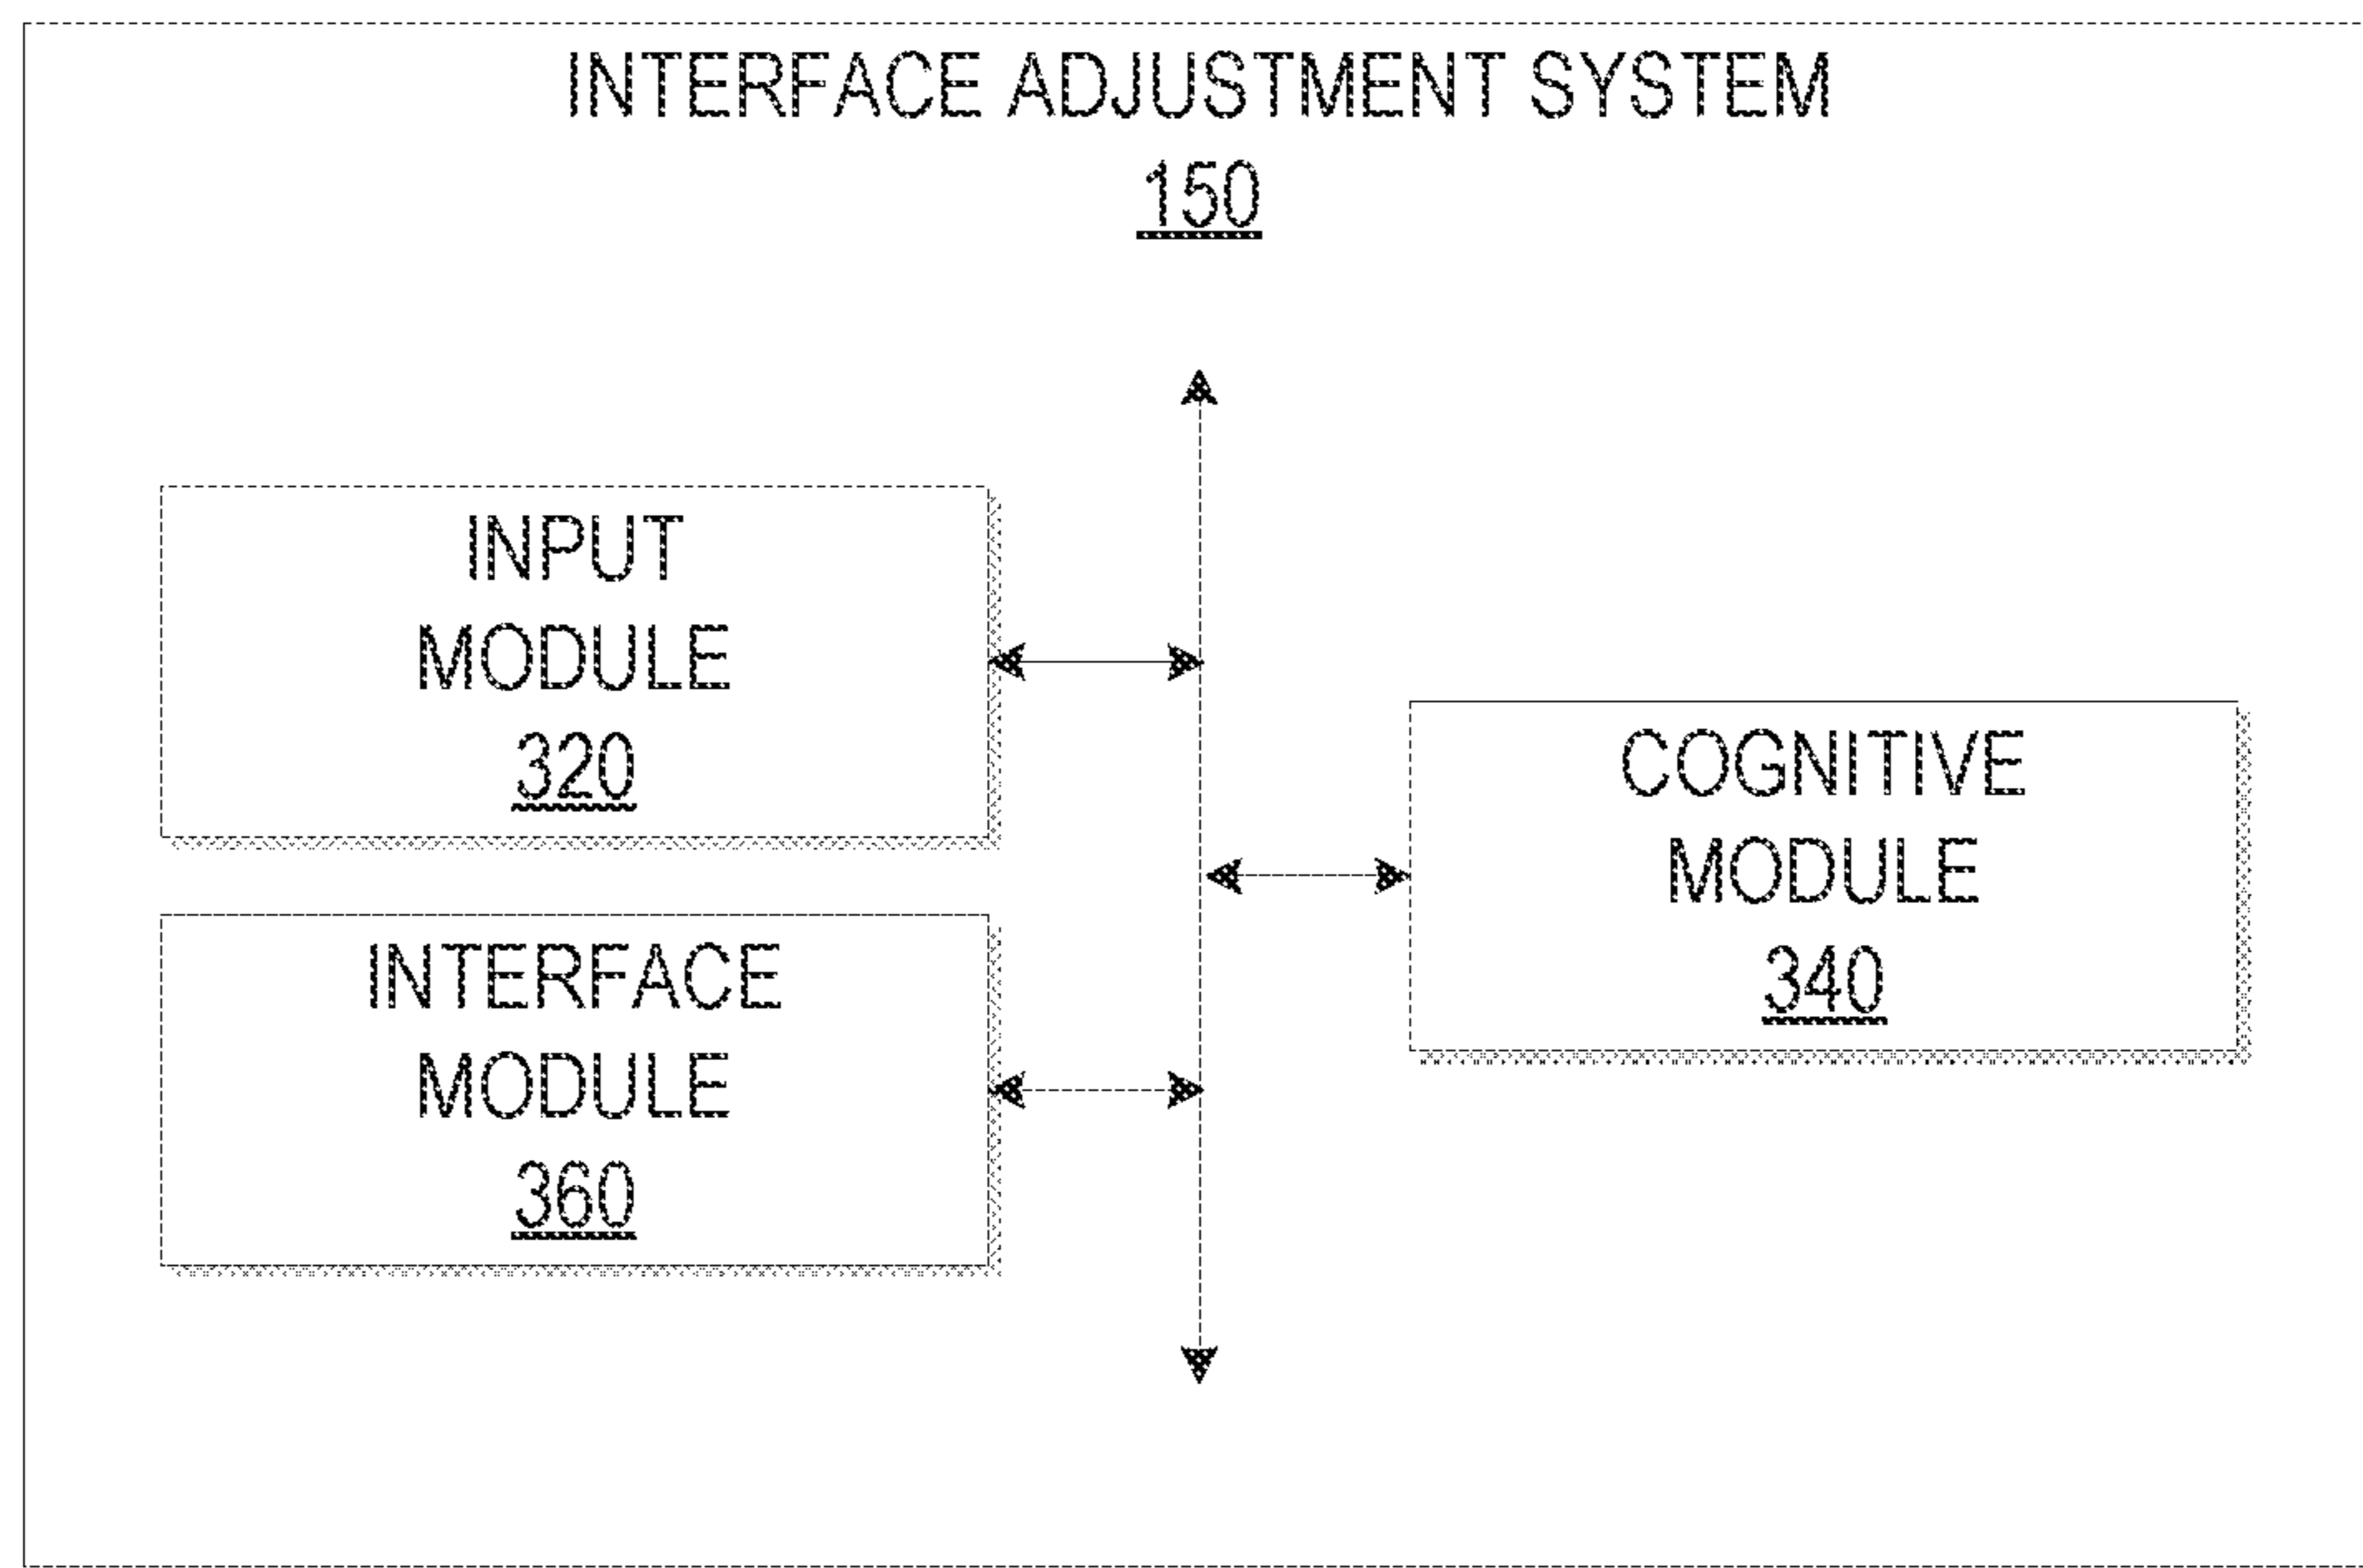 INTERFACE ADJUSTMENT SYSTEM
150
INPUT
MODULE
320
COGNITIVE
MODULE
340
INTERFACE
MODULE
360